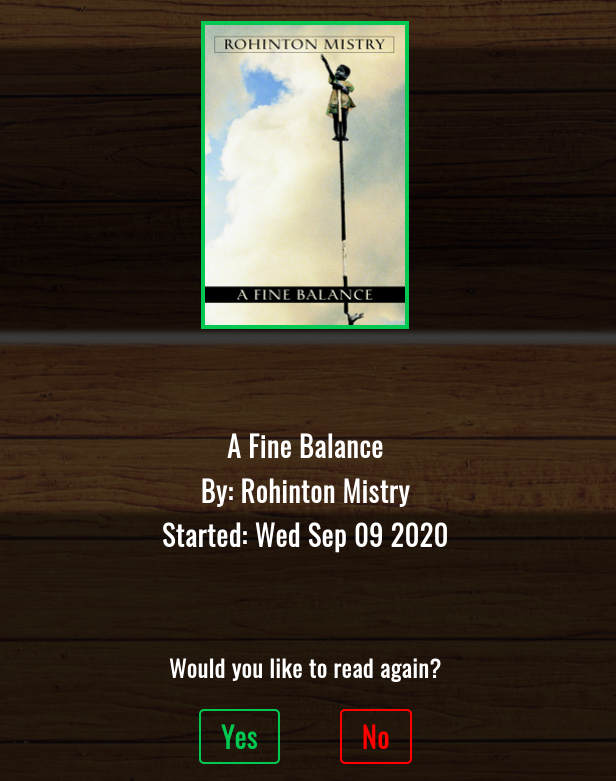 ROHINTON MISTRY
A FINE BALANCE
A Fine Balance
By: Rohinton Mistry
Started: Wed Sep 09 2020
Would you like to read again?
Yes
No